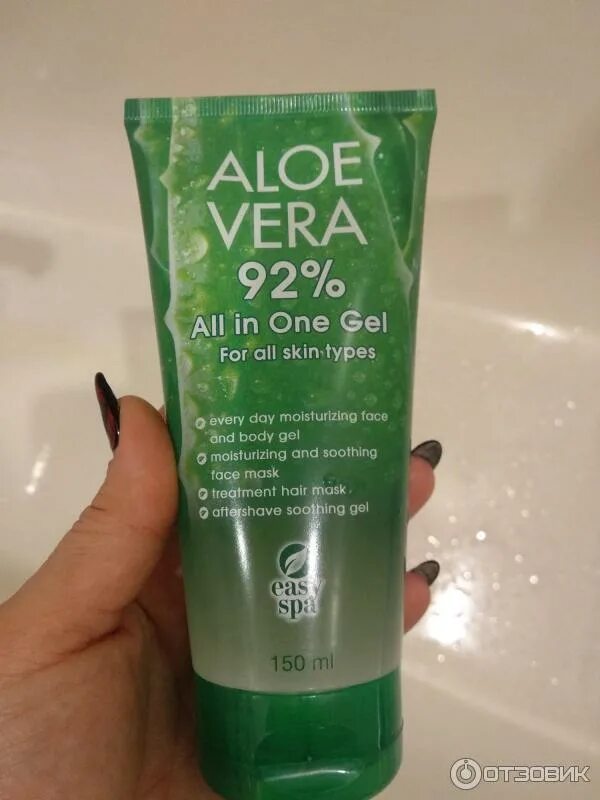 ALOE
VERA
92%
All in One Gel
For all skin types
every day moisturizing face
and body gel
moisturizing and soothing
face mask
treatment hair mask
aftershave soothing gel
easy
spa
150 ml
ОТЗОВИК